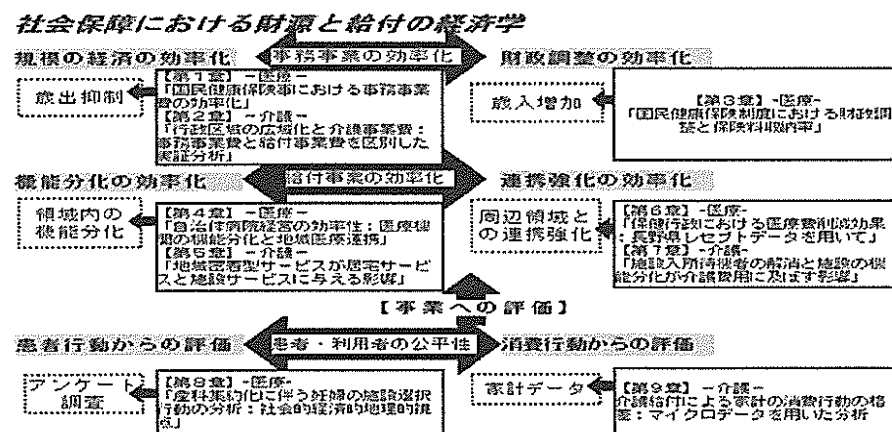 社会保障における財源と給付の経済学
規模の経済の効率化
事務事業の効率化
財政調整の効率化
歳出抑制
【第1章】-医療-
「国民健康保険事における事務事業
費の効率化」
【第2章】-介護-
「行政区域の広域化と介護事業費：
事務事業費と給付事業費を区別した
実証分析」
歳入増加
【第3章】-医療-
「国民健康保険制度における財政調
整と保険料収納率」
機能分化の効率化
給付事業の効率化
連携強化の効率化
領域内の
機能分化
【第4章】-医療-
「自治体病院経営の効率性：医療機
関の機能分化と地域医療連携」
【第5章】-介護-
「地域密着型サービスが居宅サービ
スと施設サービスに与える影響」
周辺領域と
の連携強化
【第6章】-医療-
「保健行政における医療費削減効果
：長野県レセプトデータを用いて」
【第7章】-介護-
「施設入所待機者の解消と施設の機
能分化が介護費用に及ぼす影響」
【事業への評価】
患者行動からの評価
患者・利用者の公平性
消費行動からの評価
アンケート
調査
【第8章】-医療-
「産科集約化に伴う妊婦の施設選択
行動の分析：社会的経済的地理的視
点」
家計データ
【第9章】-介護-
介護給付による家計の消費行動の格
差：マイクロデータを用いた分析